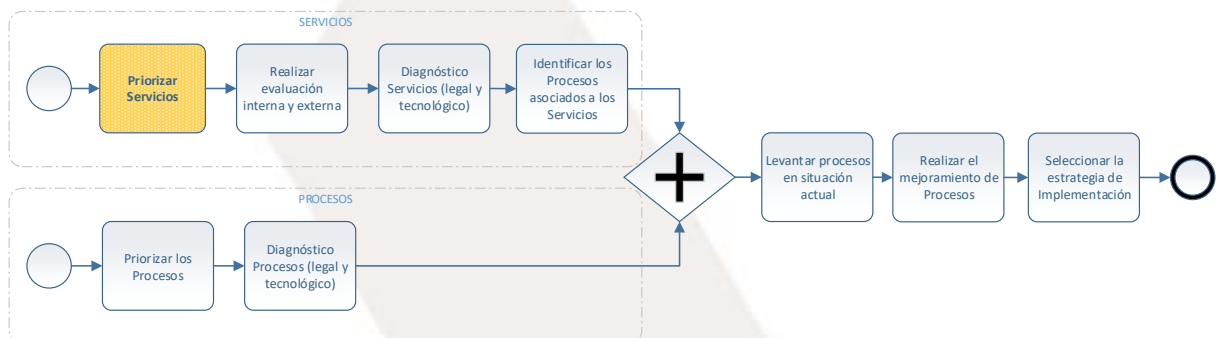 SERVICIOS
Priorizar
Servicios
Realizar
evaluación
interna y externa
Diagnóstico
Servicios (legal y
tecnológico)
Identificar los
Procesos
asociados a los
Servicios
Levantar procesos
en situación
actual
Realizar el
mejoramiento de
Procesos
Seleccionar la
estrategia de
Implementación
PROCESOS
Priorizar los
Procesos
Diagnóstico
Procesos (legal y
tecnológico)